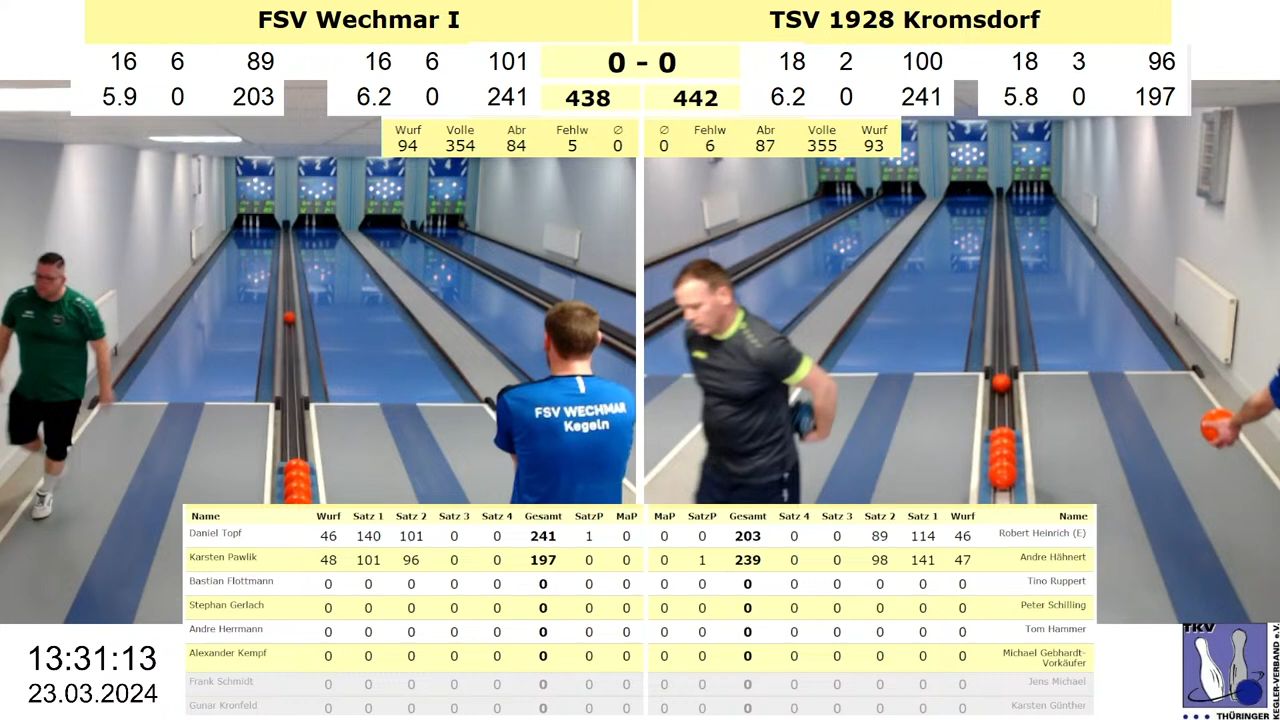 FSV Wechmar I TSV 1928 Kromsdorf
16 6 89 16 6 101 0 - 0 18 2 100 18 3 96
5.9 0 203 6.2 0 241 438 442 6.2 0 241 5.8 0 197
Wurf Volle Abr Fehlw ∅ ∅ Fehlw Abr Volle Wurf
94 354 84 5 0 0 6 87 355 93
FSV WECHMAR
Kegeln
Name Wurf Satz 1 Satz 2 Satz 3 Satz 4 Gesamt SatzP MaP MaP SatzP Gesamt Satz 4 Satz 3 Satz 2 Satz 1 Wurf Name
Daniel Topf 46 140 101 0 0 241 1 0 0 0 203 0 0 89 114 46 Robert Heinrich (E)
Karsten Pawlik 48 101 96 0 0 197 0 0 0 1 239 0 0 98 141 47 Andre Hähnert
Bastian Flottmann 0 0 0 0 0 0 0 0 0 0 0 0 0 0 0 0 Tino Ruppert
Stephan Gerlach 0 0 0 0 0 0 0 0 0 0 0 0 0 0 0 0 Peter Schilling
Andre Herrmann 0 0 0 0 0 0 0 0 0 0 0 0 0 0 0 0 Tom Hammer
Alexander Kempf 0 0 0 0 0 0 0 0 0 0 0 0 0 0 0 0 Michael Gebhardt-
Vorkäufer
Frank Schmidt 0 0 0 0 0 0 0 0 0 0 0 0 0 0 0 0 Jens Michael
Gunar Kronfeld 0 0 0 0 0 0 0 0 0 0 0 0 0 0 0 0 Karsten Günther
13:31:13
23.03.2024
TKV
THÜRINGER
KEGLER-VERBAND e.V.